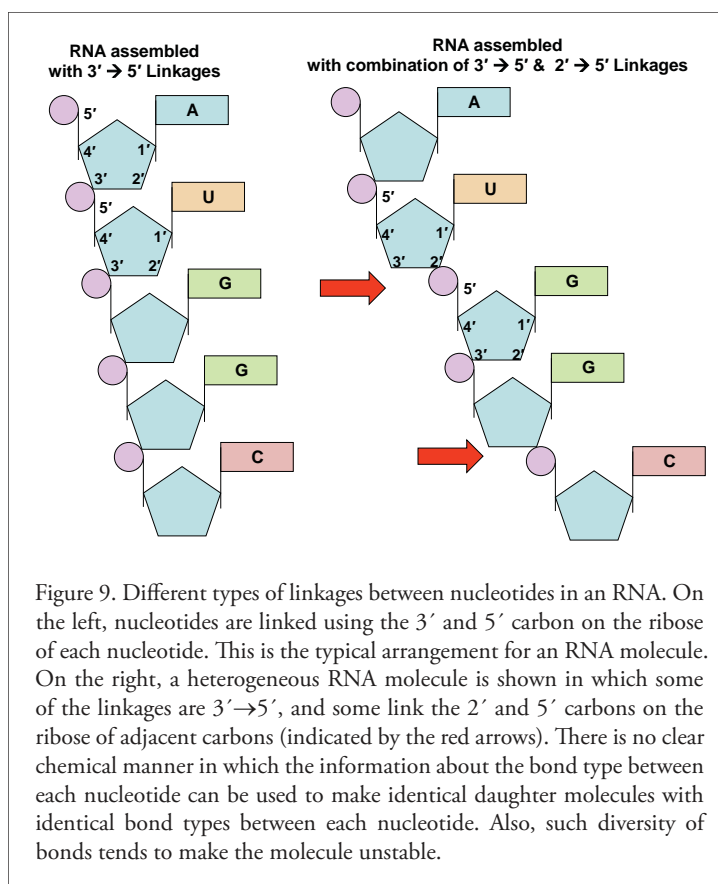 RNA assembled
with 3′ → 5′ Linkages
5′
A
4′
1′
3′
2′
5′
U
4′
1′
3′
2′
G
G
C
RNA assembled
with combination of 3′ → 5′ & 2′ → 5′ Linkages
A
5′
U
4′
1′
3′
2′
5′
G
4′
1′
3′
2′
G
C
Figure 9. Different types of linkages between nucleotides in an RNA. On
the left, nucleotides are linked using the 3´ and 5´ carbon on the ribose
of each nucleotide. This is the typical arrangement for an RNA molecule.
On the right, a heterogeneous RNA molecule is shown in which some
of the linkages are 3´→5´, and some link the 2´ and 5´ carbons on the
ribose of adjacent carbons (indicated by the red arrows). There is no clear
chemical manner in which the information about the bond type between
each nucleotide can be used to make identical daughter molecules with
identical bond types between each nucleotide. Also, such diversity of
bonds tends to make the molecule unstable.